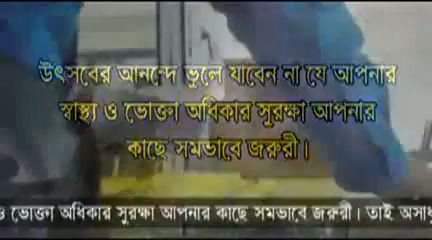 উৎসবের আনন্দে ভুলে যাবেন না যে আপনার
স্বাস্থ্য ও ভোক্তা অধিকার সুরক্ষা আপনার
কাছে সমভাবে জরুরী।
ও ভোক্তা অধিকার সুরক্ষা আপনার কাছে সমভাবে জরুরী। তাই অসাধু